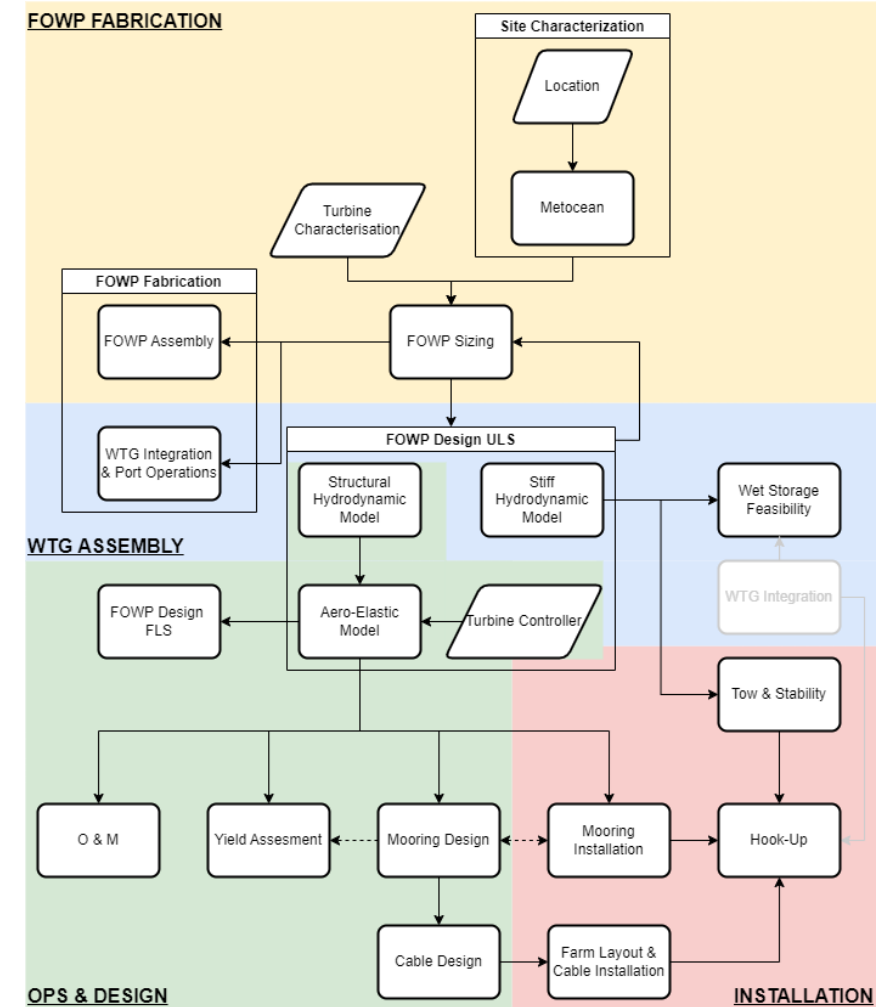 FOWP FABRICATION
Site Characterization
Location
Metocean
Turbine
Characterisation
FOWP Fabrication
FOWP Assembly
FOWP Sizing
WTG Integration
& Port Operations
FOWP Design ULS
Structural
Hydrodynamic
Model
Stiff
Hydrodynamic
Model
Wet Storage
Feasibility
WTG ASSEMBLY
WTG Integration
FOWP Design
FLS
Aero-Elastic
Model
Turbine Controller
Tow & Stability
O & M
Yield Assesment
Mooring Design
Mooring
Installation
Hook-Up
Cable Design
Farm Layout &
Cable Installation
OPS & DESIGN
INSTALLATION